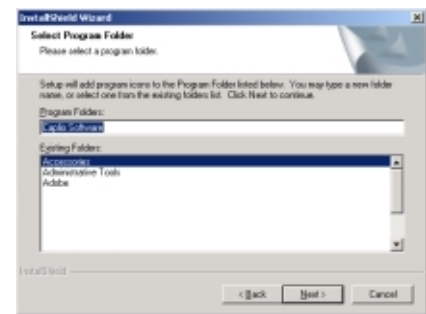 InstallShield Wizard
Select Program Folder
Please select a program folder.
Setup will add program icons to the Program Folder listed below. You may type a new folder
name, or select one from the existing folders list. Click Next to continue.
Program Folders:
Caplio Software
Existing Folders:
Accessories
Administrative Tools
Adobe
InstallShield
< Back
Next >
Cancel